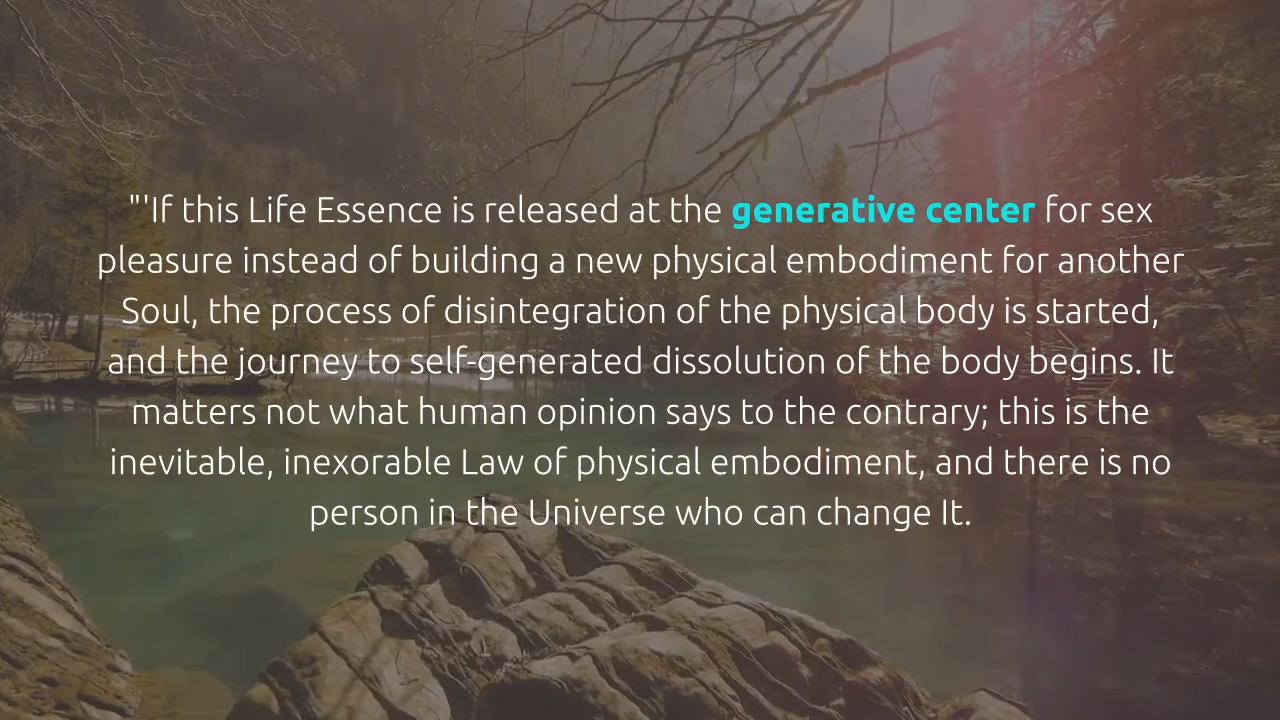 "'If this Life Essence is released at the generative center for sex
pleasure instead of building a new physical embodiment for another
Soul, the process of disintegration of the physical body is started,
and the journey to self-generated dissolution of the body begins. It
matters not what human opinion says to the contrary; this is the
inevitable, inexorable Law of physical embodiment, and there is no
person in the Universe who can change It.